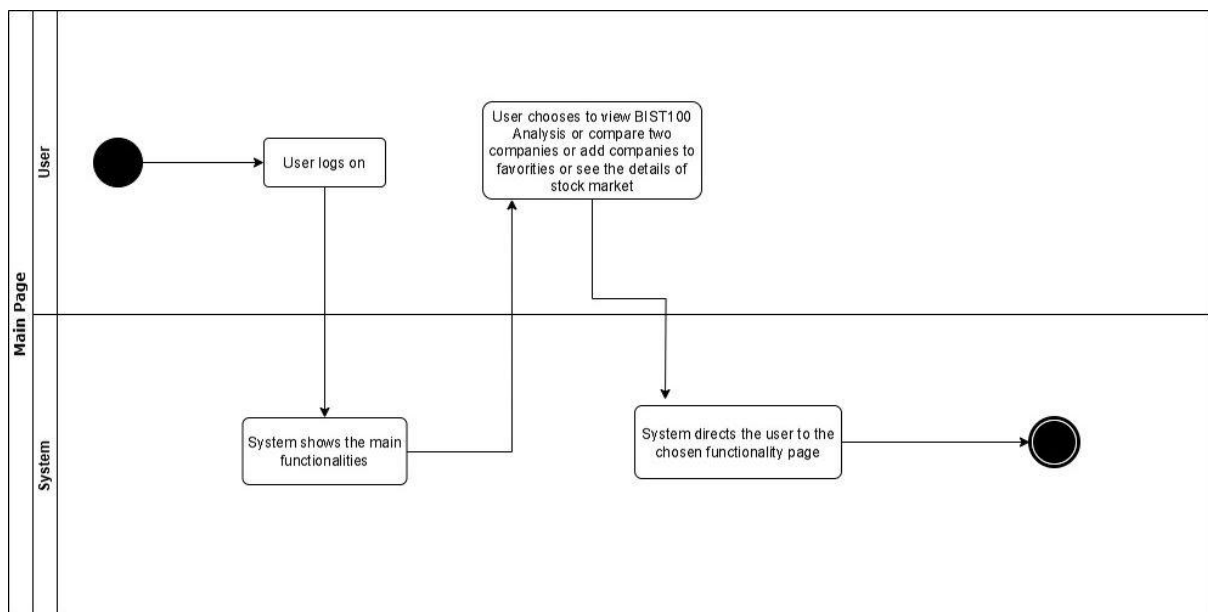 Main Page
User
User logs on
User chooses to view BIST100
Analysis or compare two
companies or add companies to
favorities or see the details of
stock market
System
System shows the main
functionalities
System directs the user to the
chosen functionality page